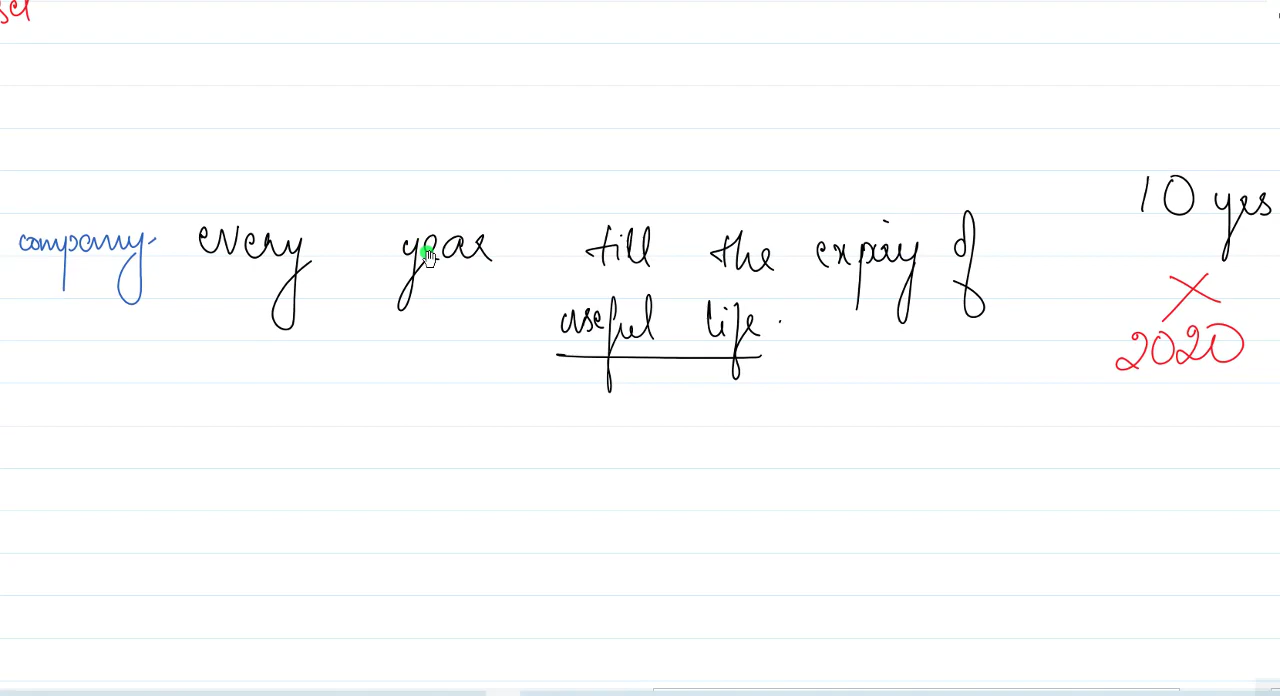 10 yrs
company. every year till the expiry of
useful life.
2020